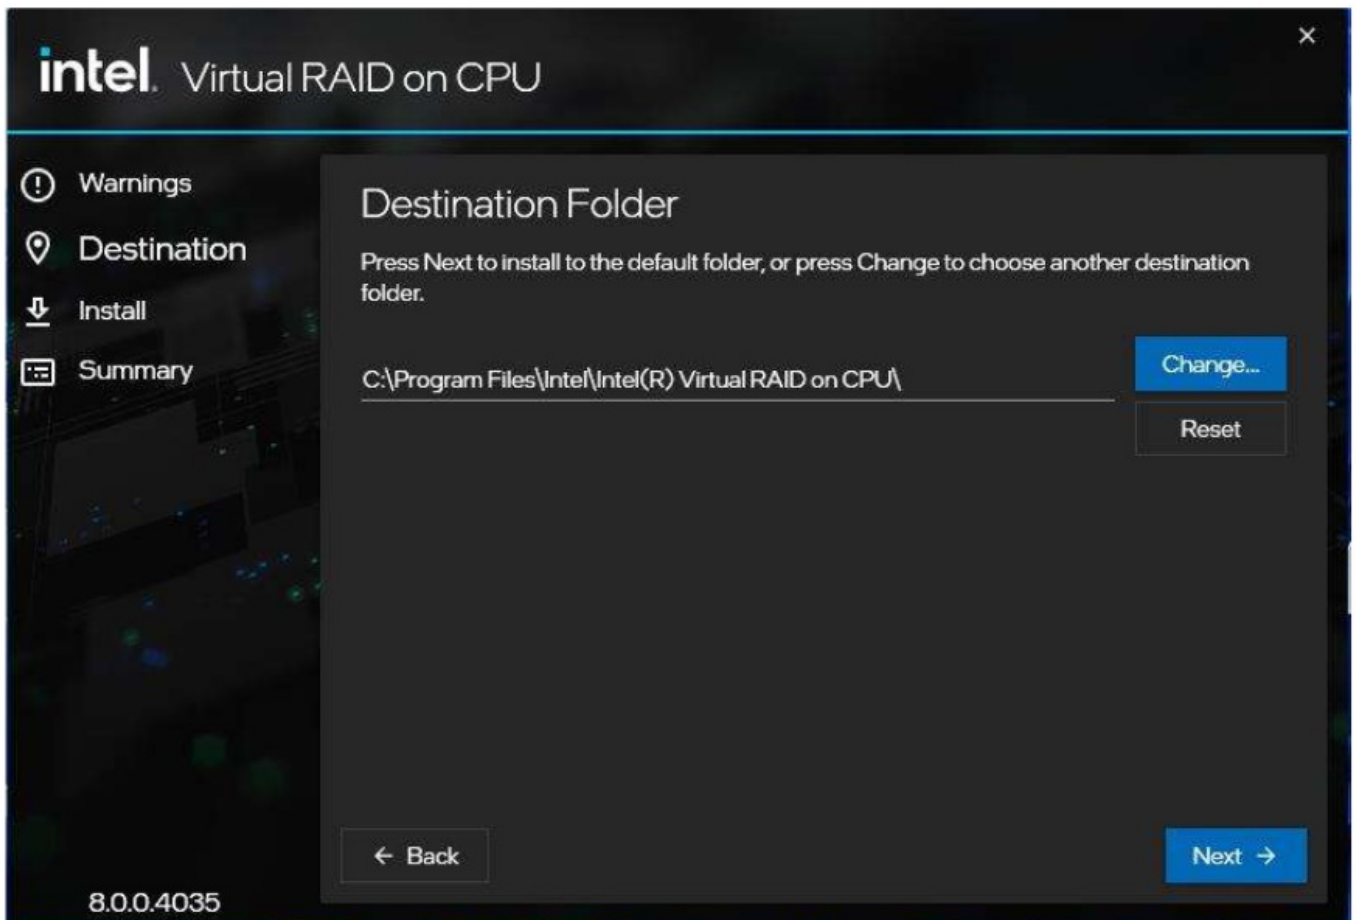 intel. Virtual RAID on CPU
Warnings
Destination
Install
Summary
Destination Folder
Press Next to install to the default folder, or press Change to choose another destination
folder.
C:\Program Files\Intel\Intel(R) Virtual RAID on CPU\
Change...
Reset
Back
Next
8.0.0.4035